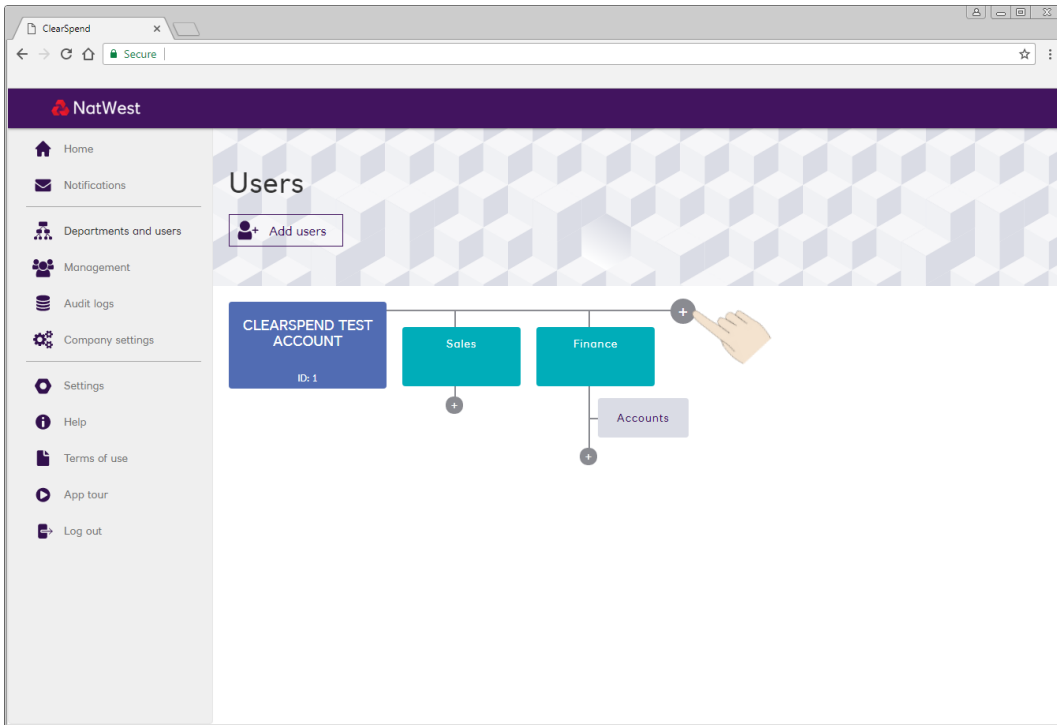 ClearSpend
Secure
NatWest
Home
Notifications
Departments and users
Management
Audit logs
Company settings
Settings
Help
Terms of use
App tour
Log out
Users
Add users
CLEARSPEND TEST
ACCOUNT
ID: 1
Sales
Finance
Accounts